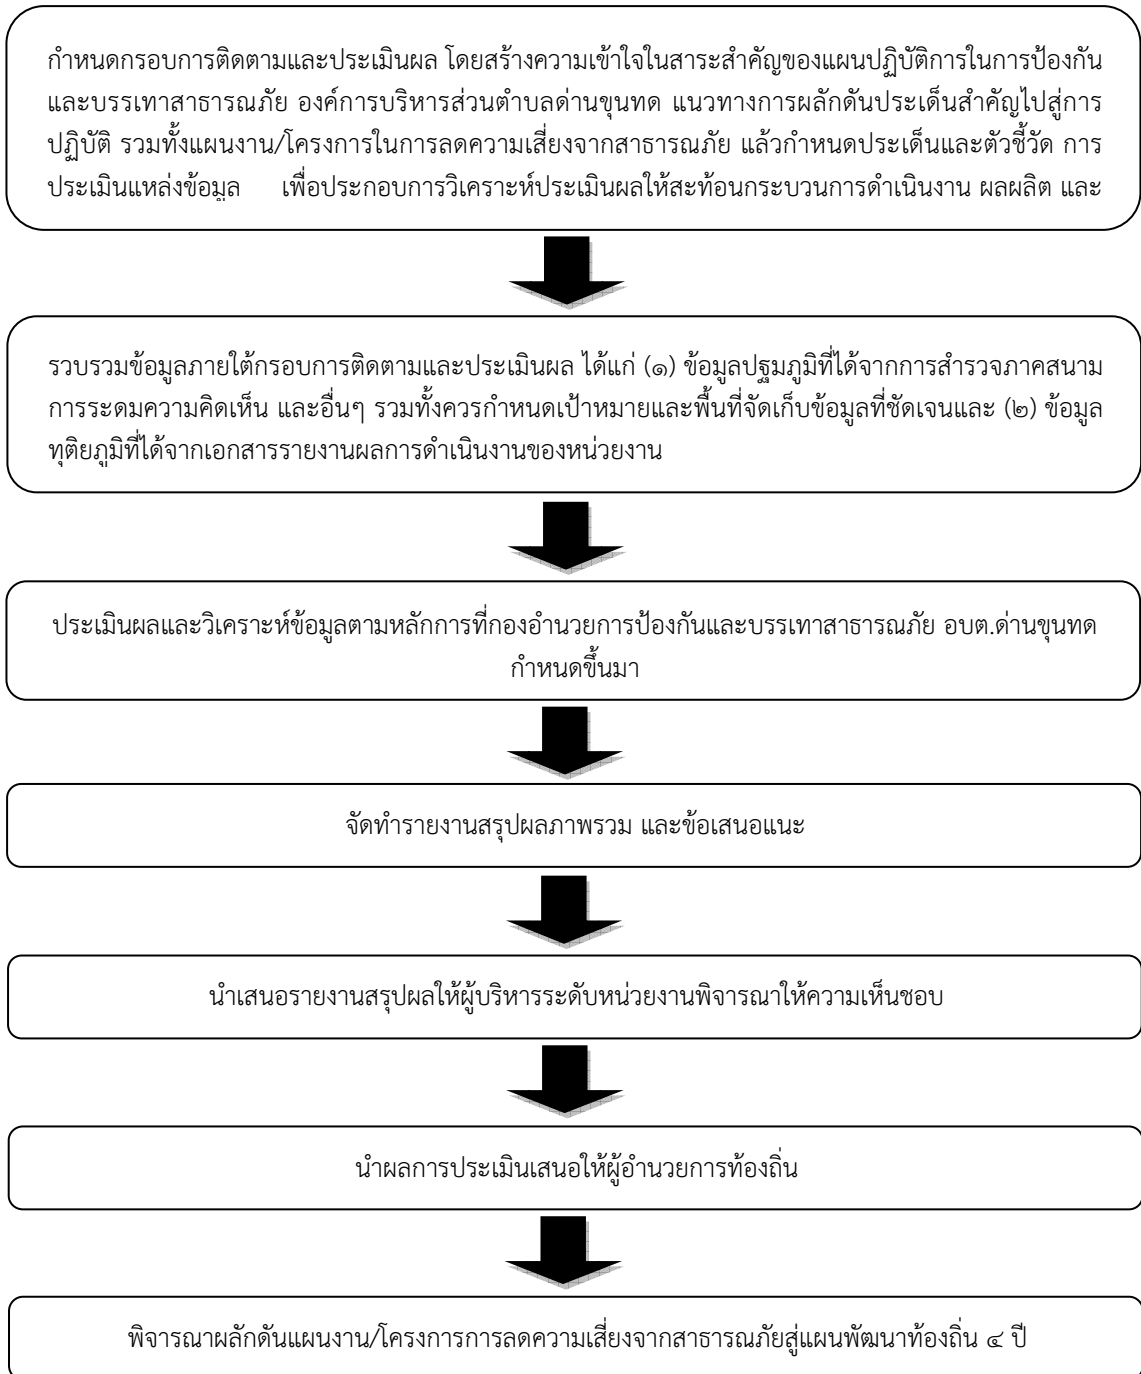 กำหนดกรอบการติดตามและประเมินผล โดยสร้างความเข้าใจในสาระสำคัญของแผนปฏิบัติการในการป้องกัน
และบรรเทาสาธารณภัย องค์การบริหารส่วนตำบลด่านขุนทด แนวทางการผลักดันประเด็นสำคัญไปสู่การ
ปฏิบัติ รวมทั้งแผนงาน/โครงการในการลดความเสี่ยงจากสาธารณภัย แล้วกำหนดประเด็นและตัวชี้วัด การ
ประเมินแหล่งข้อมูล เพื่อประกอบการวิเคราะห์ประเมินผลให้สะท้อนกระบวนการดำเนินงาน ผลผลิต และ
รวบรวมข้อมูลภายใต้กรอบการติดตามและประเมินผล ได้แก่ (๑) ข้อมูลปฐมภูมิที่ได้จากการสำรวจภาคสนาม
การระดมความคิดเห็น และอื่นๆ รวมทั้งควรกำหนดเป้าหมายและพื้นที่จัดเก็บข้อมูลที่ชัดเจนและ (๒) ข้อมูล
ทุติยภูมิที่ได้จากเอกสารรายงานผลการดำเนินงานของหน่วยงาน
ประเมินผลและวิเคราะห์ข้อมูลตามหลักการที่กองอำนวยการป้องกันและบรรเทาสาธารณภัย อบต.ด่านขุนทด
กำหนดขึ้นมา
จัดทำรายงานสรุปผลภาพรวม และข้อเสนอแนะ
นำเสนอรายงานสรุปผลให้ผู้บริหารระดับหน่วยงานพิจารณาให้ความเห็นชอบ
นำผลการประเมินเสนอให้ผู้อำนวยการท้องถิ่น
พิจารณาผลักดันแผนงาน/โครงการการลดความเสี่ยงจากสาธารณภัยสู่แผนพัฒนาท้องถิ่น ๔ ปี